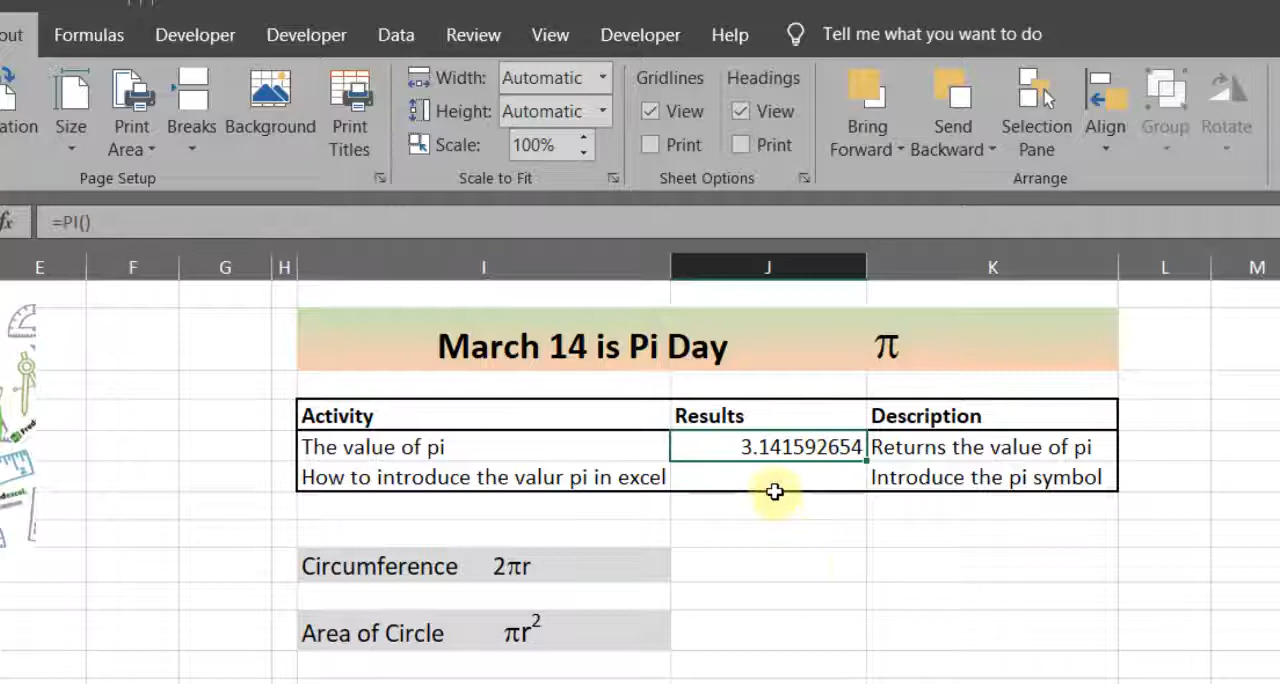 out Formulas Developer Developer Data Review View Developer Help Tell me what you want to do
Width: Automatic Gridlines Headings
Height: Automatic View View
ation Size Print Area Breaks Background Print Titles Scale: 100% Print Print Bring Forward Send Backward Selection Pane Align Group Rotate
Page Setup Scale to Fit Sheet Options Arrange
fx =PI()
E F G H I J K L M
March 14 is Pi Day π
Activity Results Description
The value of pi 3.141592654 Returns the value of pi
How to introduce the valur pi in excel Introduce the pi symbol
Circumference 2πr
Area of Circle πr²